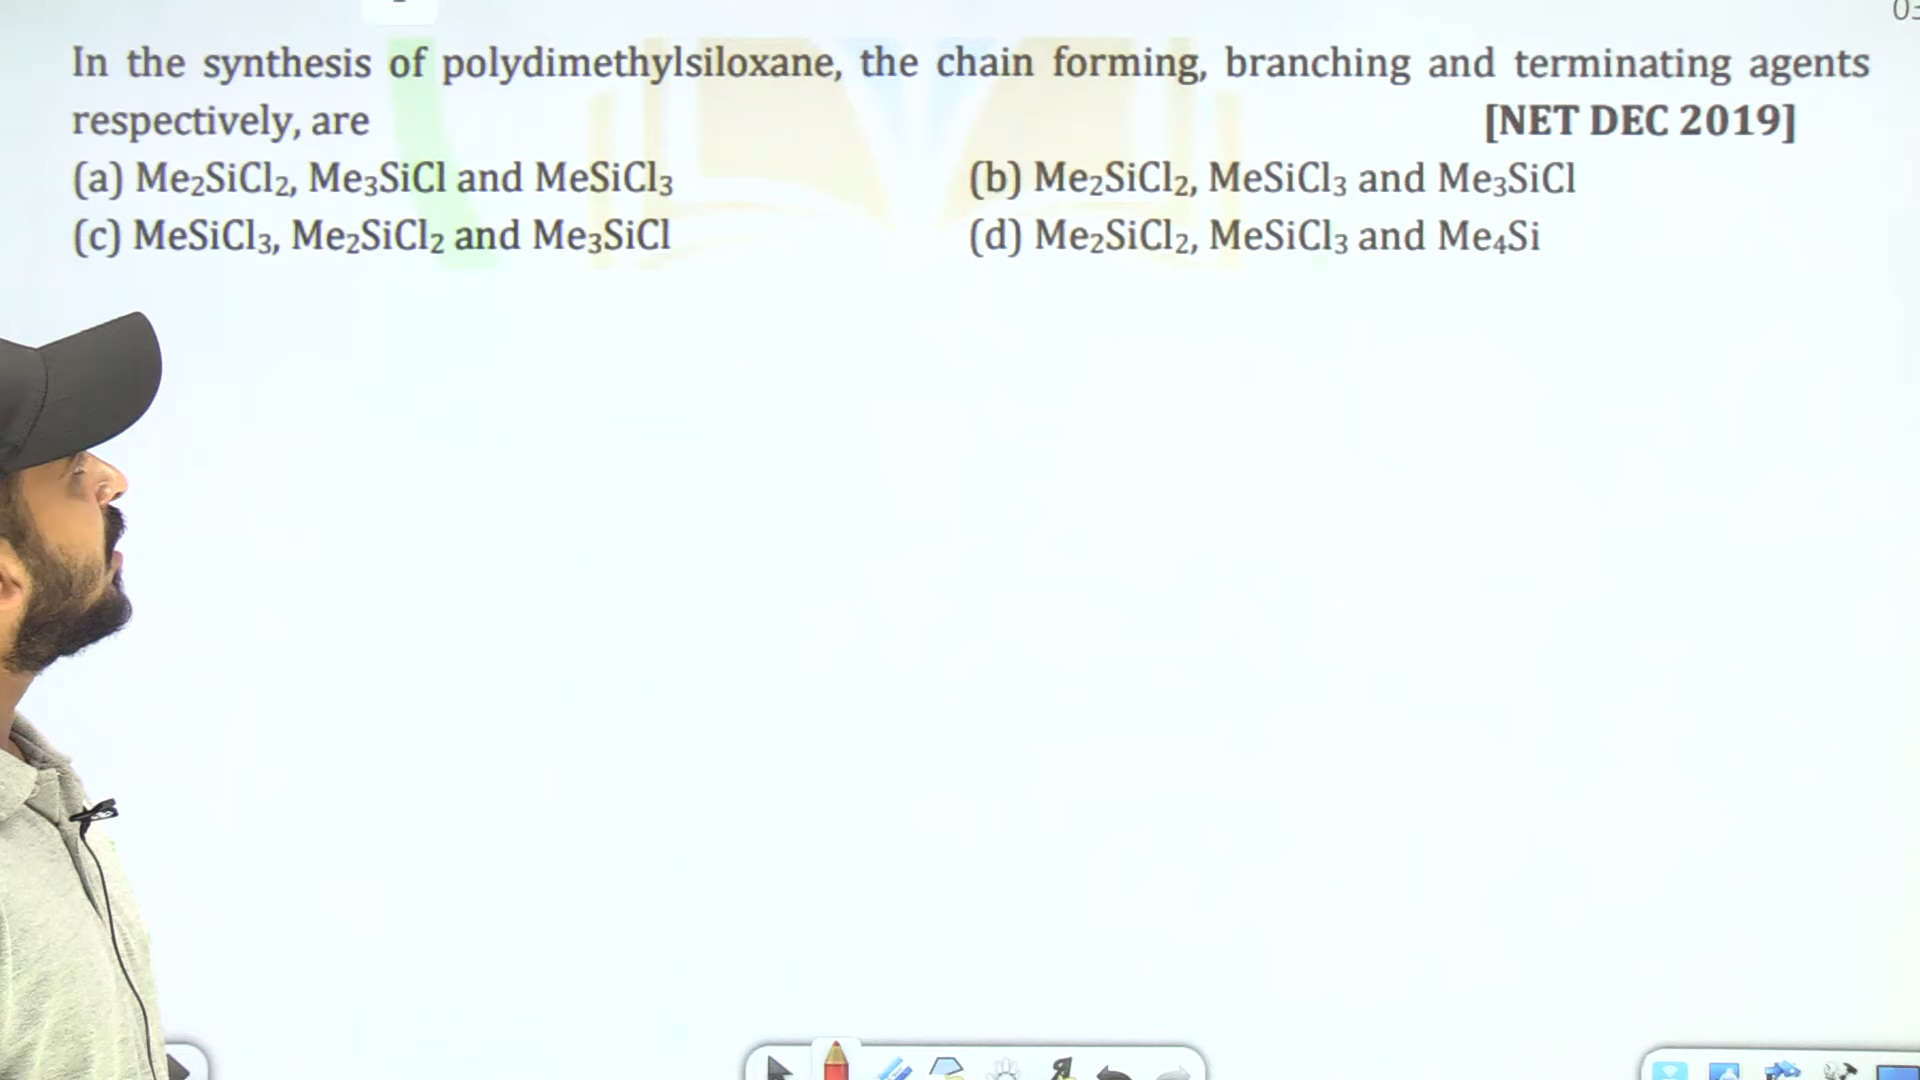 In the synthesis of polydimethylsiloxane, the chain forming, branching and terminating agents
respectively, are [NET DEC 2019]
(a) Me₂SiCl₂, Me₃SiCl and MeSiCl₃ (b) Me₂SiCl₂, MeSiCl₃ and Me₃SiCl
(c) MeSiCl₃, Me₂SiCl₂ and Me₃SiCl (d) Me₂SiCl₂, MeSiCl₃ and Me₄Si